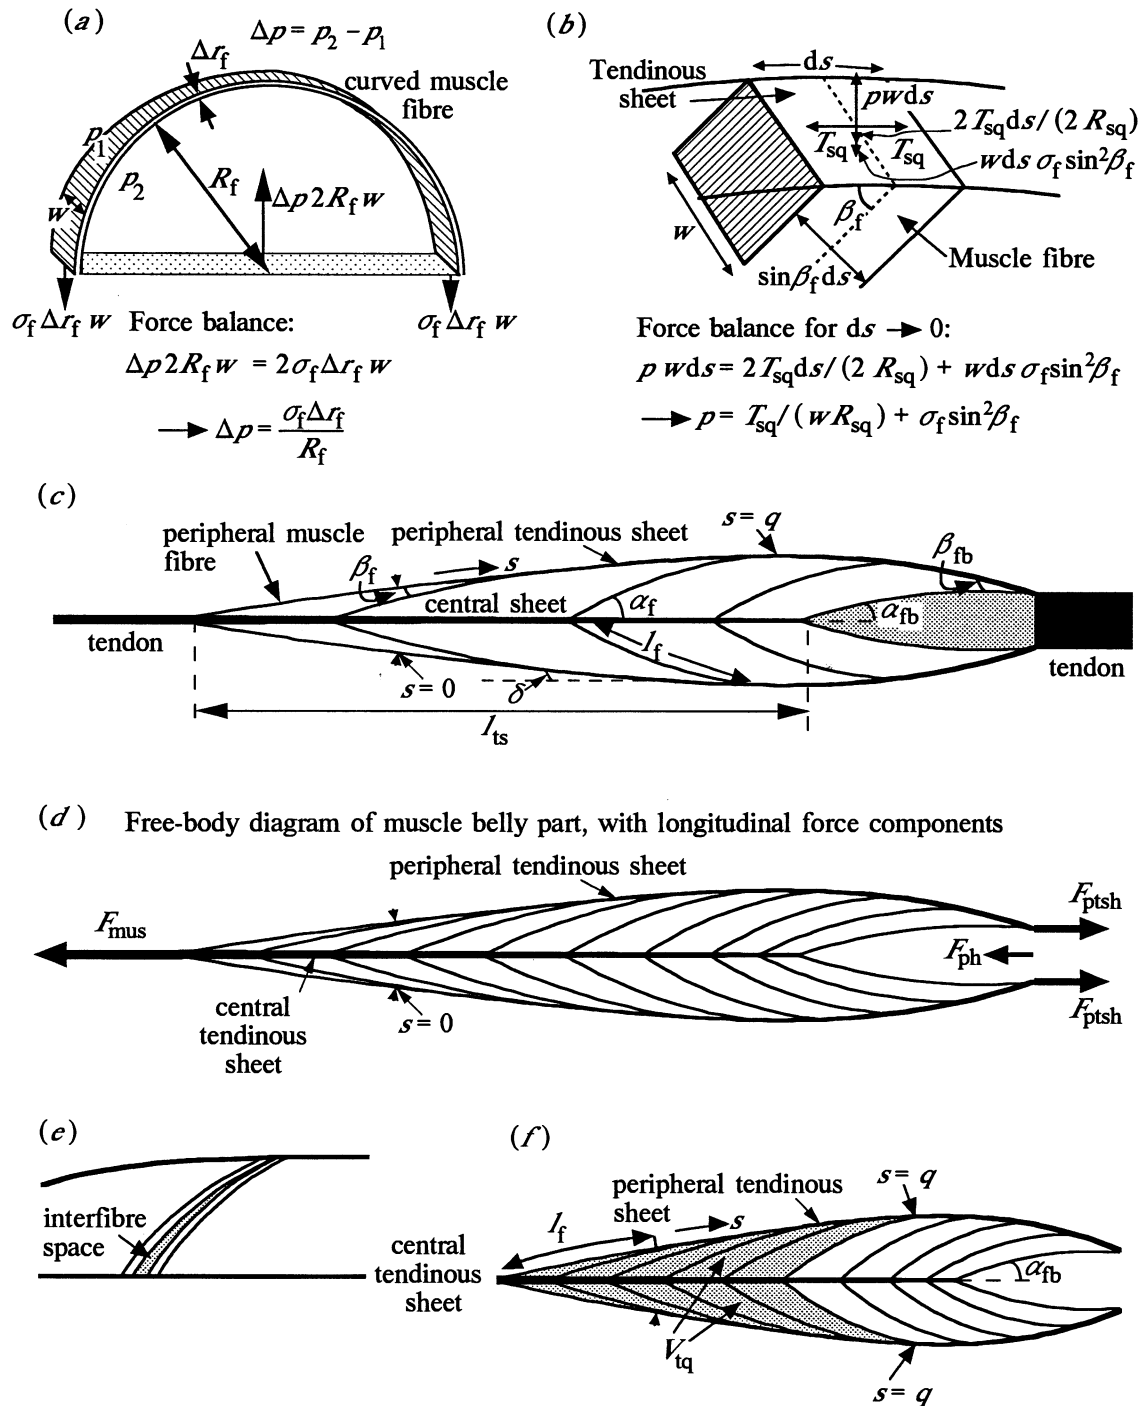 (a)
Δp = p₂ − p₁
Δr_f
curved muscle
fibre
p₁
p₂
R_f
w
Δp 2R_f w
σ_f Δr_f w
σ_f Δr_f w
Force balance:
Δp 2R_f w = 2σ_f Δr_f w
→ Δp = σ_f Δr_f / R_f
(b)
Tendinous
sheet
ds
pwds
2T_sq ds/(2 R_sq)
T_sq
T_sq
wds σ_f sin²β_f
β_f
w
Muscle fibre
sinβ_f ds
Force balance for ds → 0:
p wds = 2T_sq ds/(2 R_sq) + wds σ_f sin²β_f
→ p = T_sq/(wR_sq) + σ_f sin²β_f
(c)
peripheral muscle
fibre
peripheral tendinous sheet
s = q
β_f
s
β_fb
central sheet
α_f
α_fb
tendon
l_f
tendon
s = 0
δ
l_ts
(d) Free-body diagram of muscle belly part, with longitudinal force components
peripheral tendinous sheet
F_mus
F_ptsh
F_ph
F_ptsh
central
tendinous
sheet
s = 0
(e)
interfibre
space
(f)
peripheral tendinous
sheet
s = q
l_f
s
central
tendinous
sheet
α_fb
V_tq
s = q